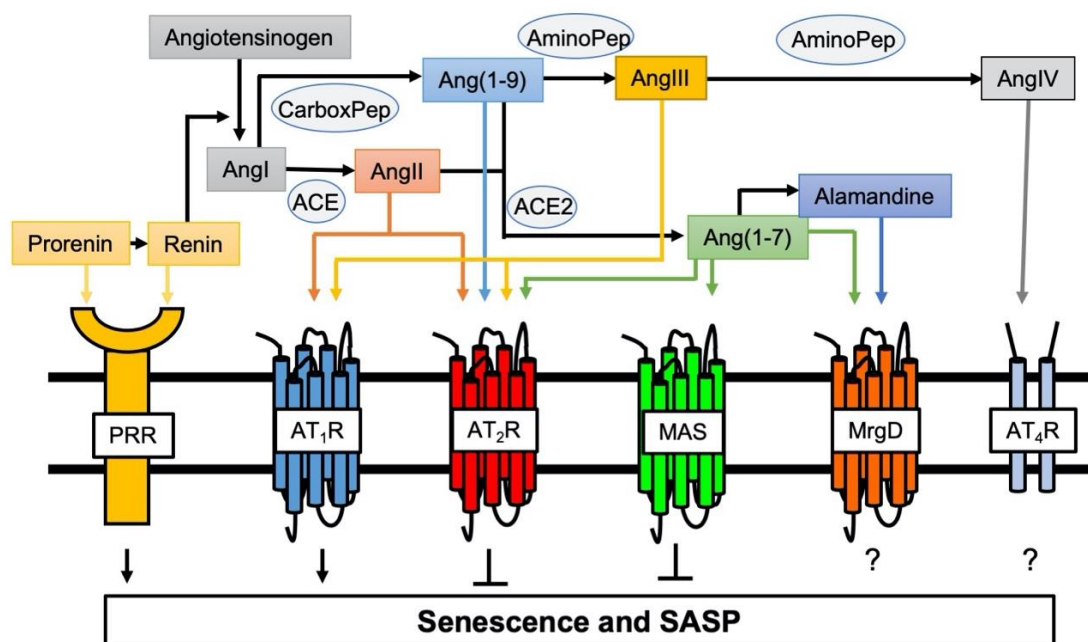 Angiotensinogen
AminoPep
AminoPep
Ang(1-9)
AngIII
AngIV
CarboxPep
AngI
AngII
ACE
ACE2
Alamandine
Prorenin
Renin
Ang(1-7)
PRR
AT₁R
AT₂R
MAS
MrgD
AT₄R
?
?
Senescence and SASP